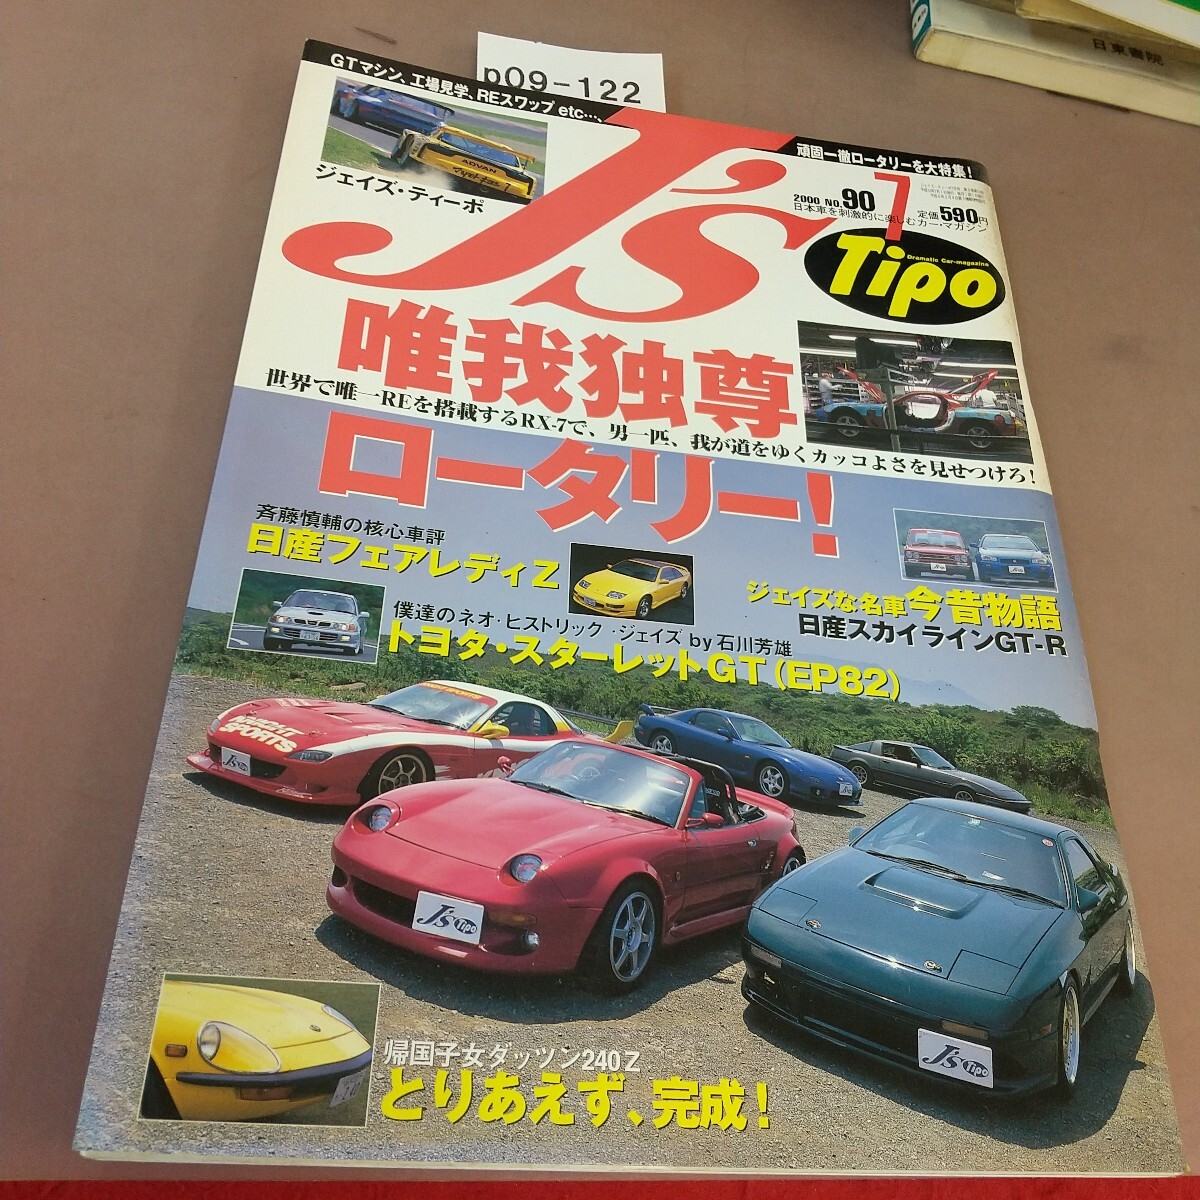 p09-122
日東書院
GTマシン、工場見学、REスワップ etc…、
頑固一徹ロータリーを大特集!
ADVAN
ジェイズ・ティーポ
J's
7
2000 No.90
定価590円
日本車を刺激的に楽しむカー・マガジン
Dramatic Car-magazine
Tipo
唯我独尊
世界で唯一REを搭載するRX-7で、男一匹、我が道をゆくカッコよさを見せつけろ!
ロータリー!
斉藤慎輔の核心車評
日産フェアレディZ
ジェイズな名車今昔物語
日産スカイラインGT-R
僕達のネオ・ヒストリック・ジェイズ by 石川芳雄
トヨタ・スターレットGT(EP82)
KNIGHT SPORTS
J's Tipo
J's Tipo
J's Tipo
帰国子女ダッツン240Z
とりあえず、完成!